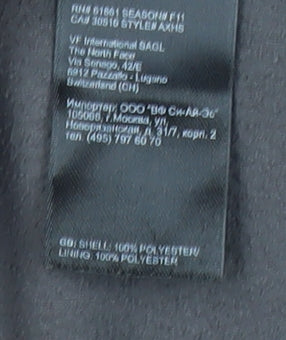 RN# 61661 SEASON# F11
CA# 30516 STYLE# AXHS
VF International SAGL
The North Face
Via Senago, 42/E
6912 Pazzallo - Lugano
Switzerland (CH)
Импортер: ООО "ВФ Си-Ай-Эс"
105066, г.Москва, ул.
Новорязанская, д. 31/7, корп. 2
тел. (495) 797 60 70
GB: SHELL: 100% POLYESTER/
LINING: 100% POLYESTER